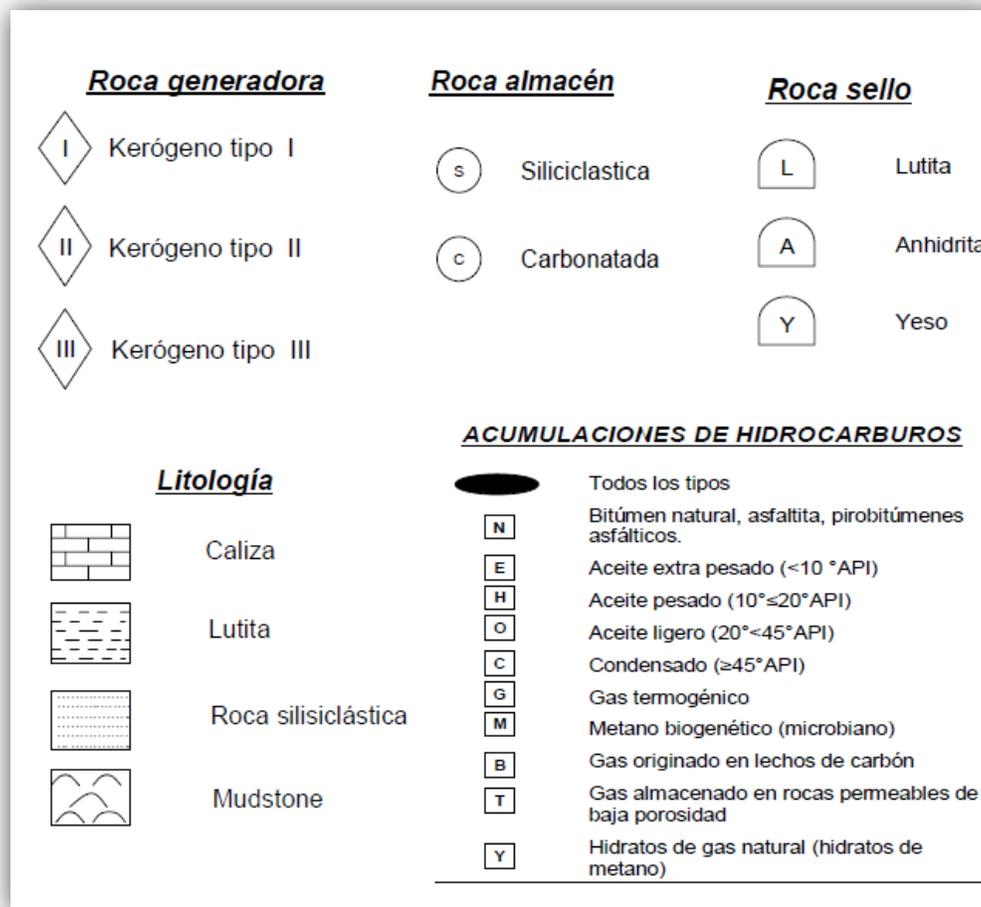 Roca generadora
I Kerógeno tipo I
II Kerógeno tipo II
III Kerógeno tipo III
Roca almacén
S Siliciclastica
C Carbonatada
Roca sello
L Lutita
A Anhidrita
Y Yeso
Litología
Caliza
Lutita
Roca silisiclástica
Mudstone
ACUMULACIONES DE HIDROCARBUROS
Todos los tipos
N Bitúmen natural, asfaltita, pirobitúmenes
asfálticos.
E Aceite extra pesado (<10 °API)
H Aceite pesado (10°≤20°API)
O Aceite ligero (20°<45°API)
C Condensado (≥45°API)
G Gas termogénico
M Metano biogenético (microbiano)
B Gas originado en lechos de carbón
T Gas almacenado en rocas permeables de
baja porosidad
Y Hidratos de gas natural (hidratos de
metano)